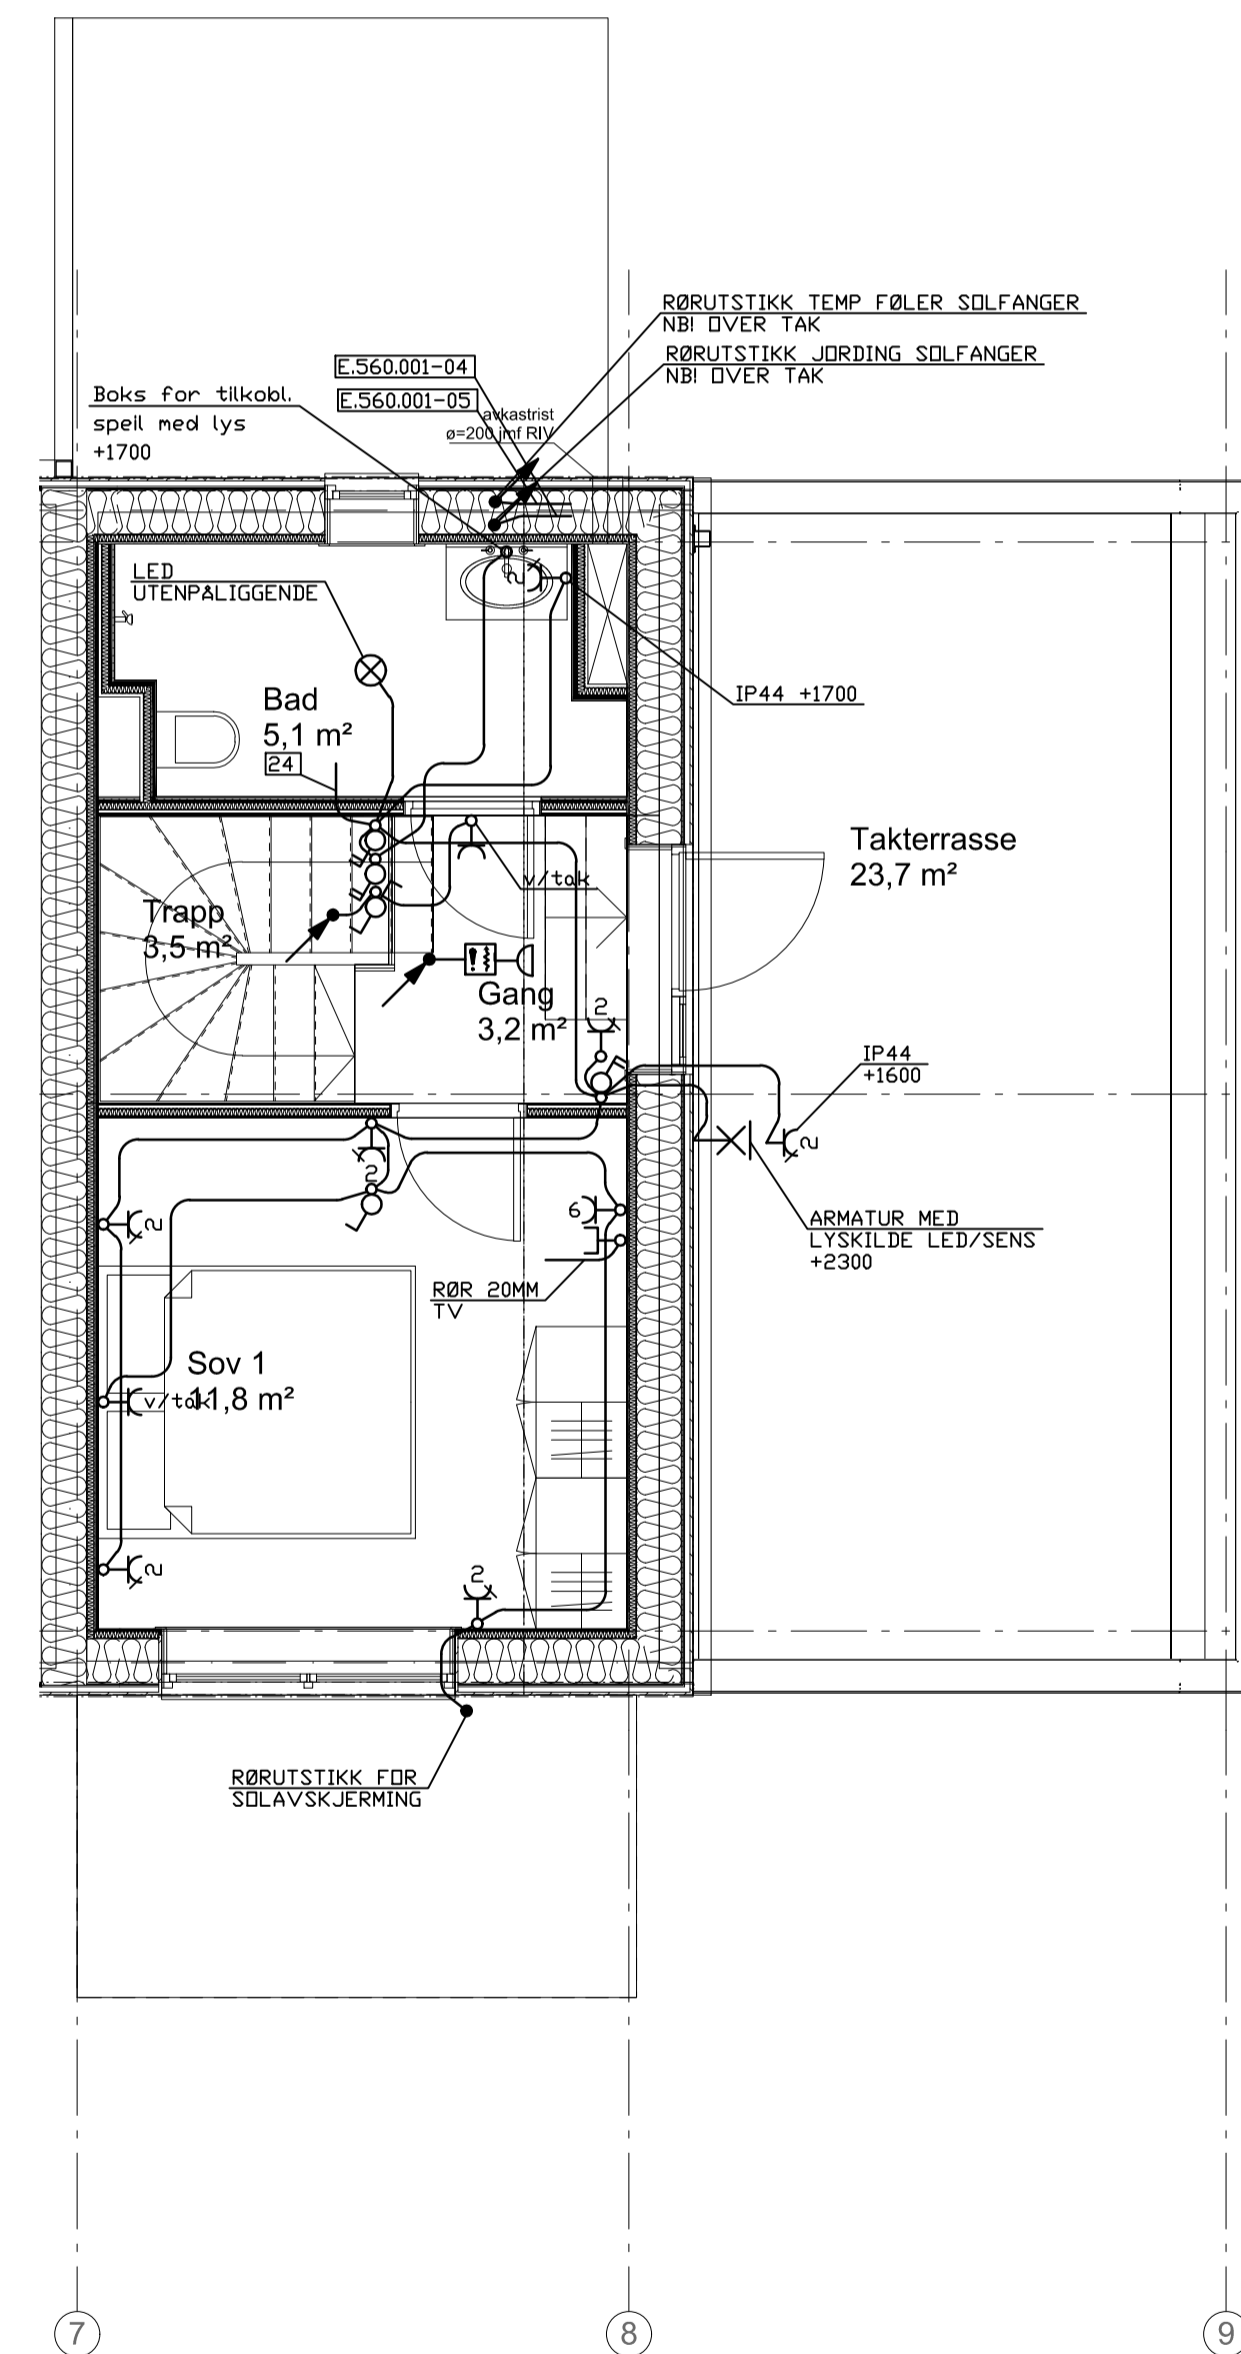 RØRUTSTIKK TEMP FØLER SOLFANGER
NB! OVER TAK
RØRUTSTIKK JORDING SOLFANGER
NB! OVER TAK
E.560.001-04
E.560.001-05
avkastrist
ø=200 jmf RIV
Boks for tilkobl.
speil med lys
+1700
LED
UTENPÅLIGGENDE
2
IP44 +1700
Bad
5,1 m²
24
Takterrasse
23,7 m²
v/tak
Trapp
3,5 m²
Gang
3,2 m²
2
IP44
+1600
2
2
2
6
ARMATUR MED
LYSKILDE LED/SENS
+2300
RØR 20MM
TV
Sov 1
11,8 m²
v/tak
2
2
RØRUTSTIKK FOR
SOLAVSKJERMING
7
8
9